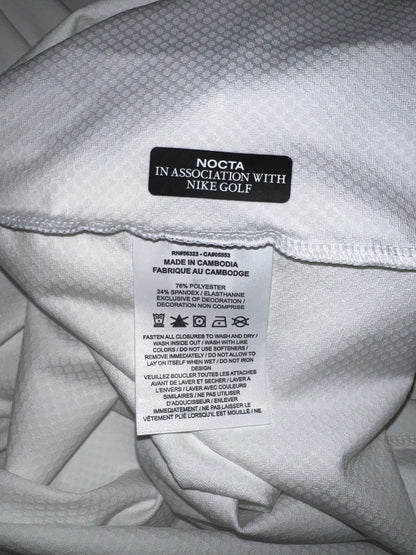 NOCTA
IN ASSOCIATION WITH
NIKE GOLF
RN#56323 - CA#05553
MADE IN CAMBODIA
FABRIQUE AU CAMBODGE
76% POLYESTER
24% SPANDEX / ELASTHANNE
EXCLUSIVE OF DECORATION /
DECORATION NON COMPRISE
FASTEN ALL CLOSURES TO WASH AND DRY /
WASH INSIDE OUT / WASH WITH LIKE
COLORS / DO NOT USE SOFTENERS /
REMOVE IMMEDIATELY / DO NOT ALLOW TO
LAY ON ITSELF WHEN WET / DO NOT IRON
DESIGN
VEUILLEZ BOUCLER TOUTES LES ATTACHES
AVANT DE LAVER ET SECHER / LAVER A
L'ENVERS / LAVER AVEC COULEURS
SIMILAIRES / NE PAS UTILISER
D'ADOUCISSEUR / ENLEVER
IMMEDIATEMENT / NE PAS LAISSER LE
VÊTEMENT PLIÉ LORSQU'IL EST MOUILLÉ / NE